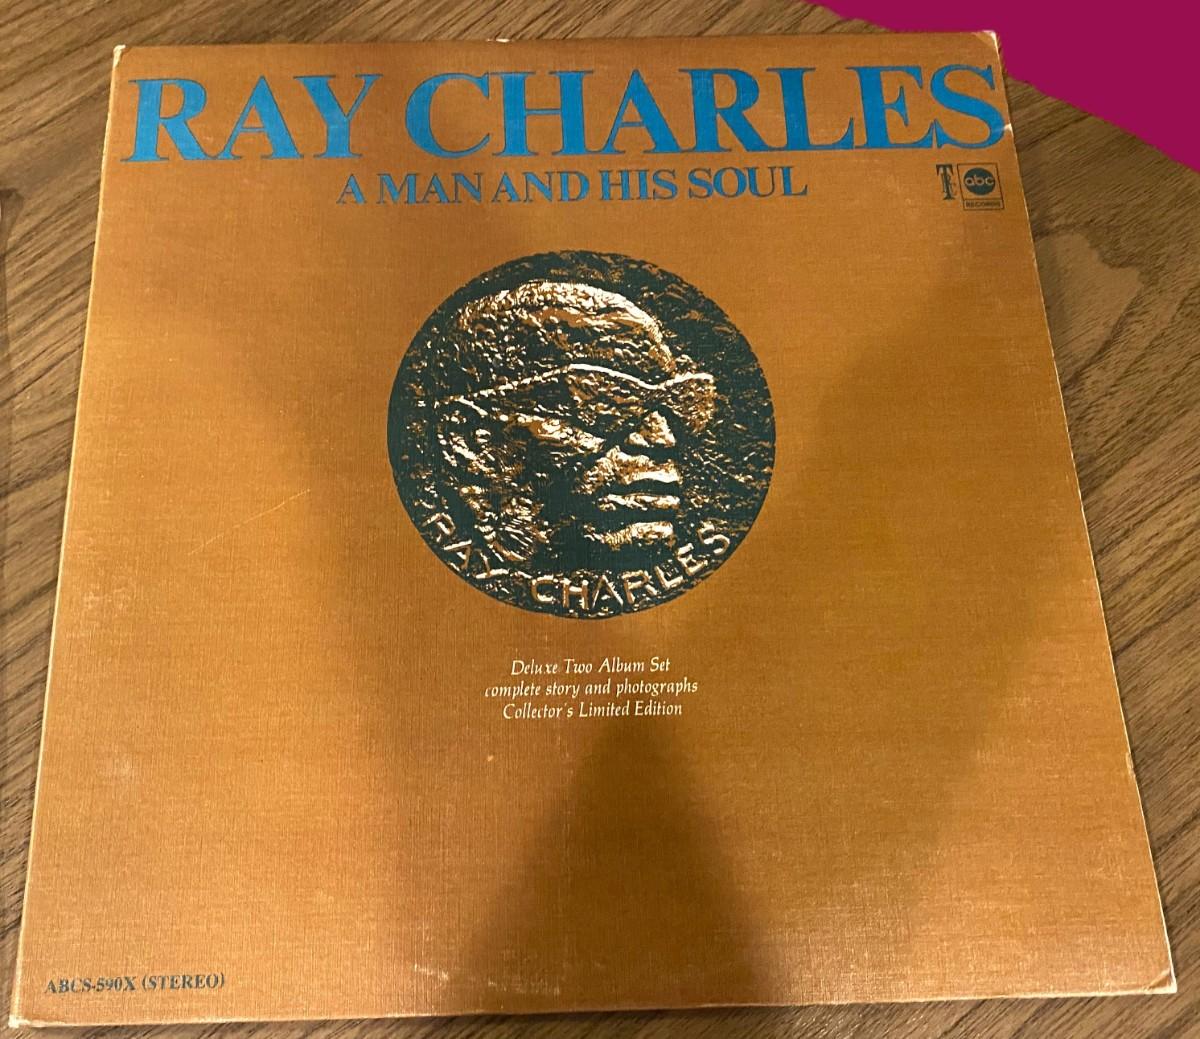 RAY CHARLES
A MAN AND HIS SOUL
abc
RECORDS
RAY CHARLES
Deluxe Two Album Set
complete story and photographs
Collector's Limited Edition
ABCS-590X (STEREO)